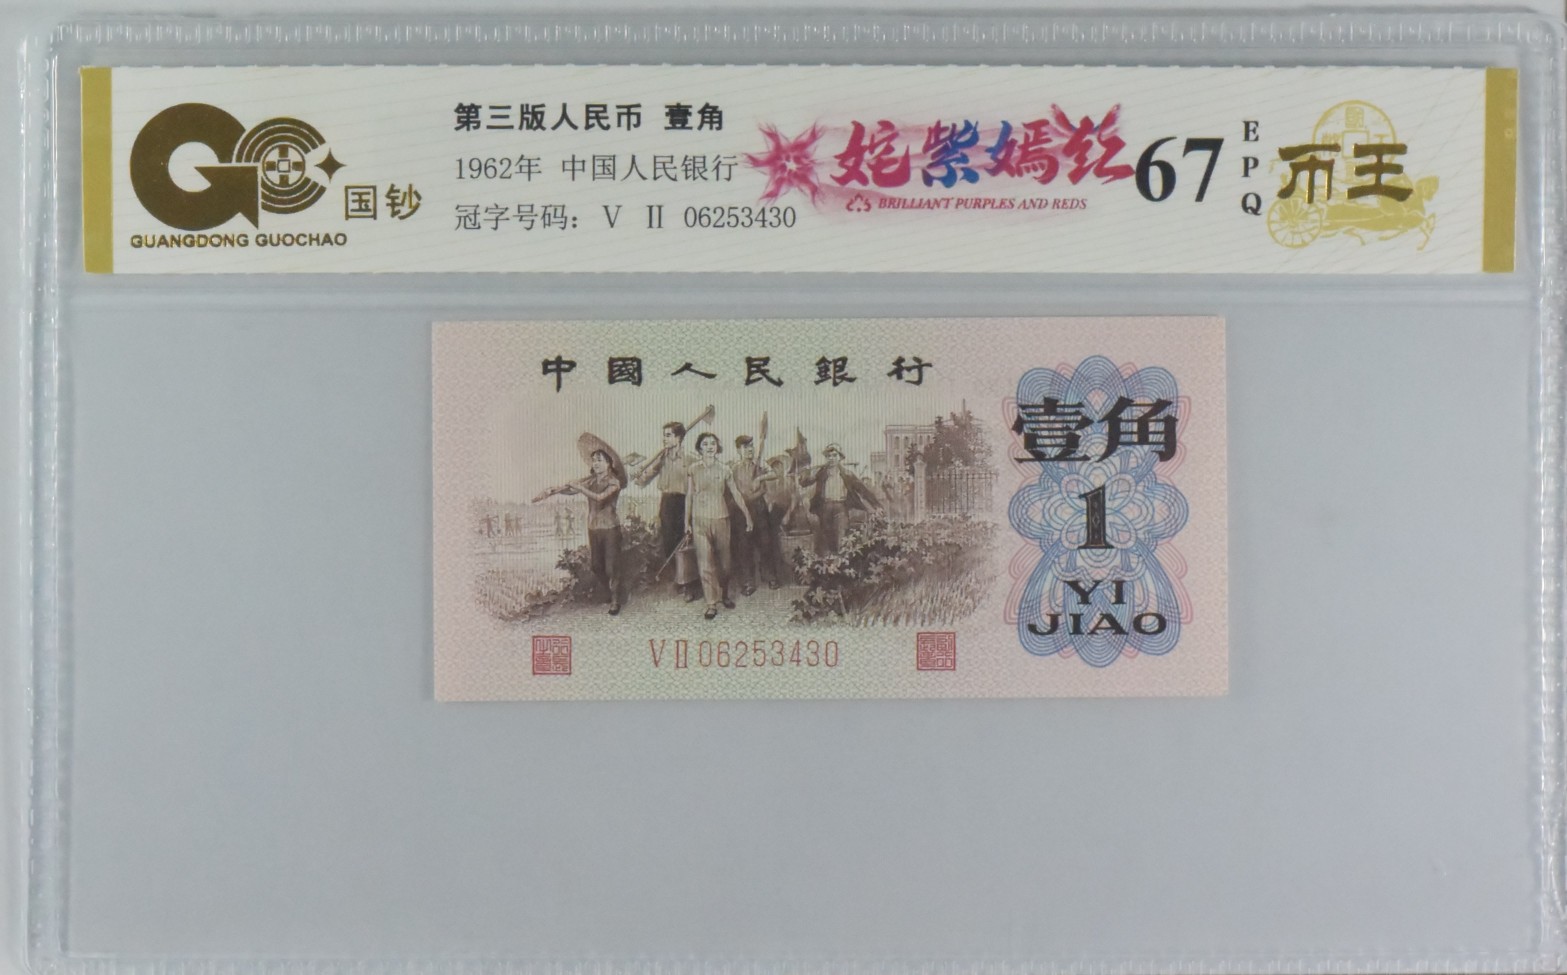 国钞
GUANGDONG GUOCHAO
第三版人民币 壹角
1962年 中国人民银行
冠字号码: V Ⅱ 06253430
姹紫嫣红
BRILLIANT PURPLES AND REDS
67
EPQ
币王
中國人民銀行
壹角
1
YI
JIAO
VⅡ06253430